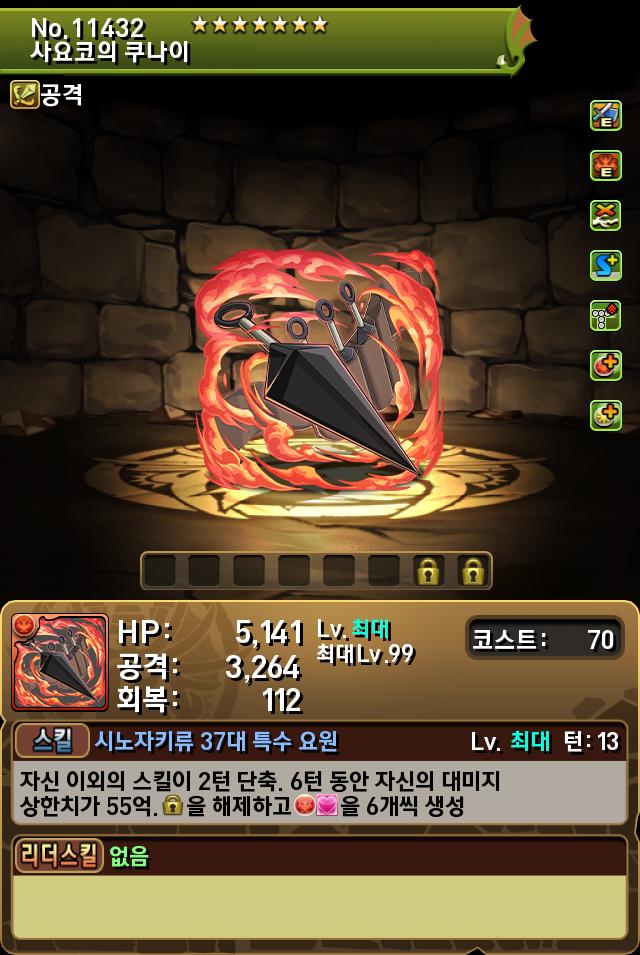 No.11432
사요코의 쿠나이
공격
E
E
HP: 5,141 Lv.최대
공격: 3,264 최대Lv.99
회복: 112
코스트: 70
스킬 시노자키류 37대 특수 요원 Lv. 최대 턴:13
자신 이외의 스킬이 2턴 단축. 6턴 동안 자신의 대미지
상한치가 55억. 을 해제하고 을 6개씩 생성
리더스킬 없음